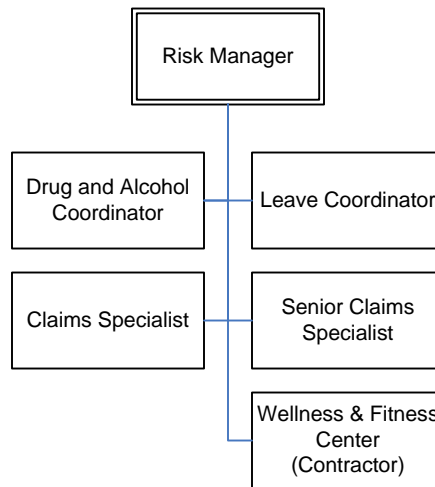 Risk Manager
Drug and Alcohol
Coordinator
Leave Coordinator
Claims Specialist
Senior Claims
Specialist
Wellness & Fitness
Center
(Contractor)